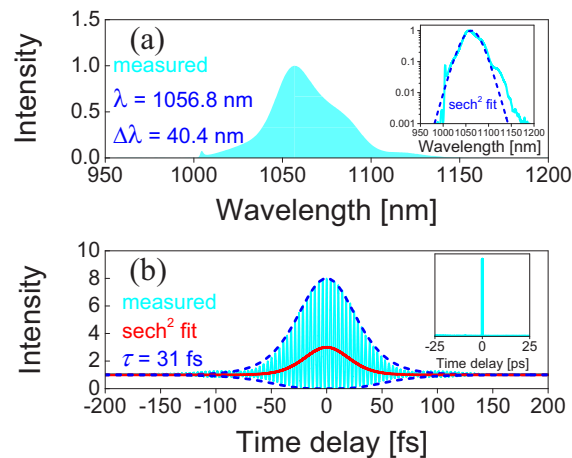 (a)
measured
λ = 1056.8 nm
Δλ = 40.4 nm
Intensity
1.5
1.0
0.5
0.0
950 1000 1050 1100 1150 1200
Wavelength [nm]
1
0.1
0.01
0.001
sech² fit
950 1000 1050 1100 1150 1200
Wavelength [nm]
(b)
measured
sech² fit
τ = 31 fs
Intensity
10
8
6
4
2
0
-200 -150 -100 -50 0 50 100 150 200
Time delay [fs]
-25 0 25
Time delay [ps]